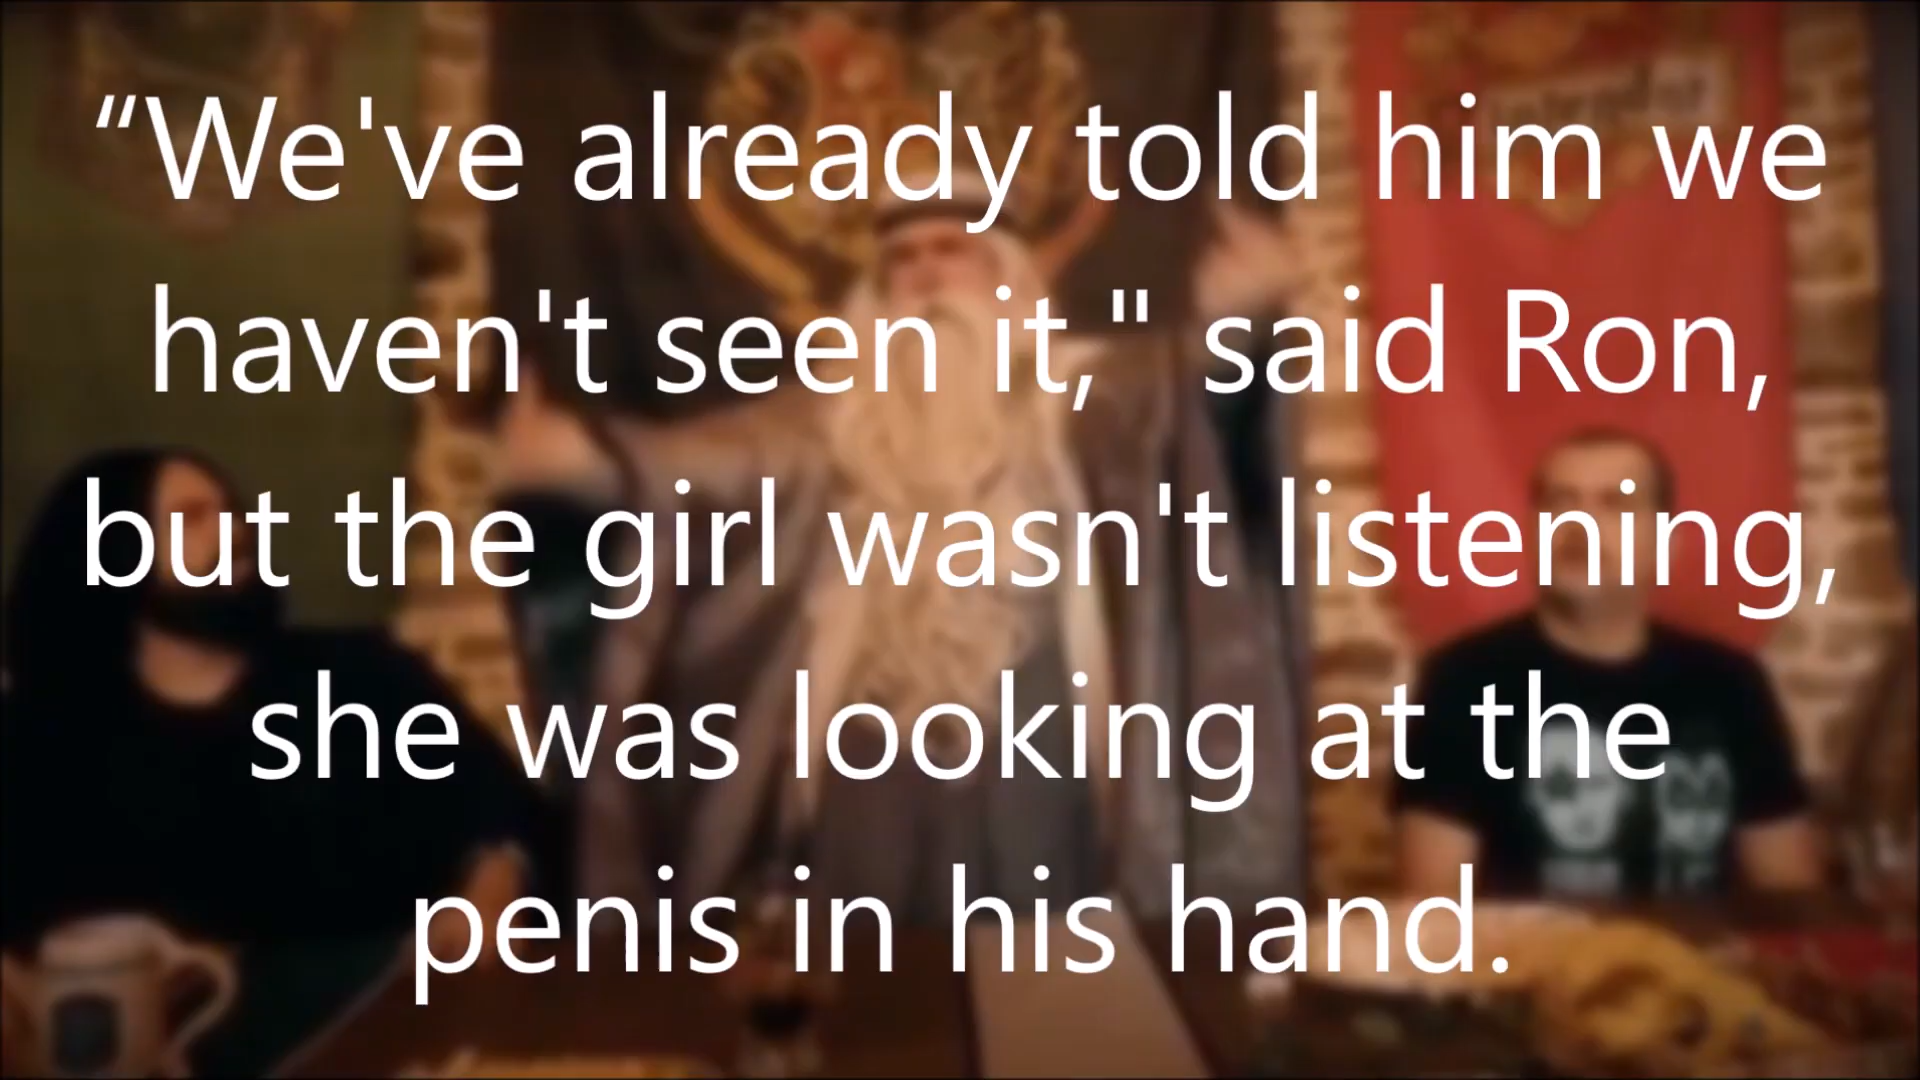 “We've already told him we
haven't seen it," said Ron,
but the girl wasn't listening,
she was looking at the
penis in his hand.